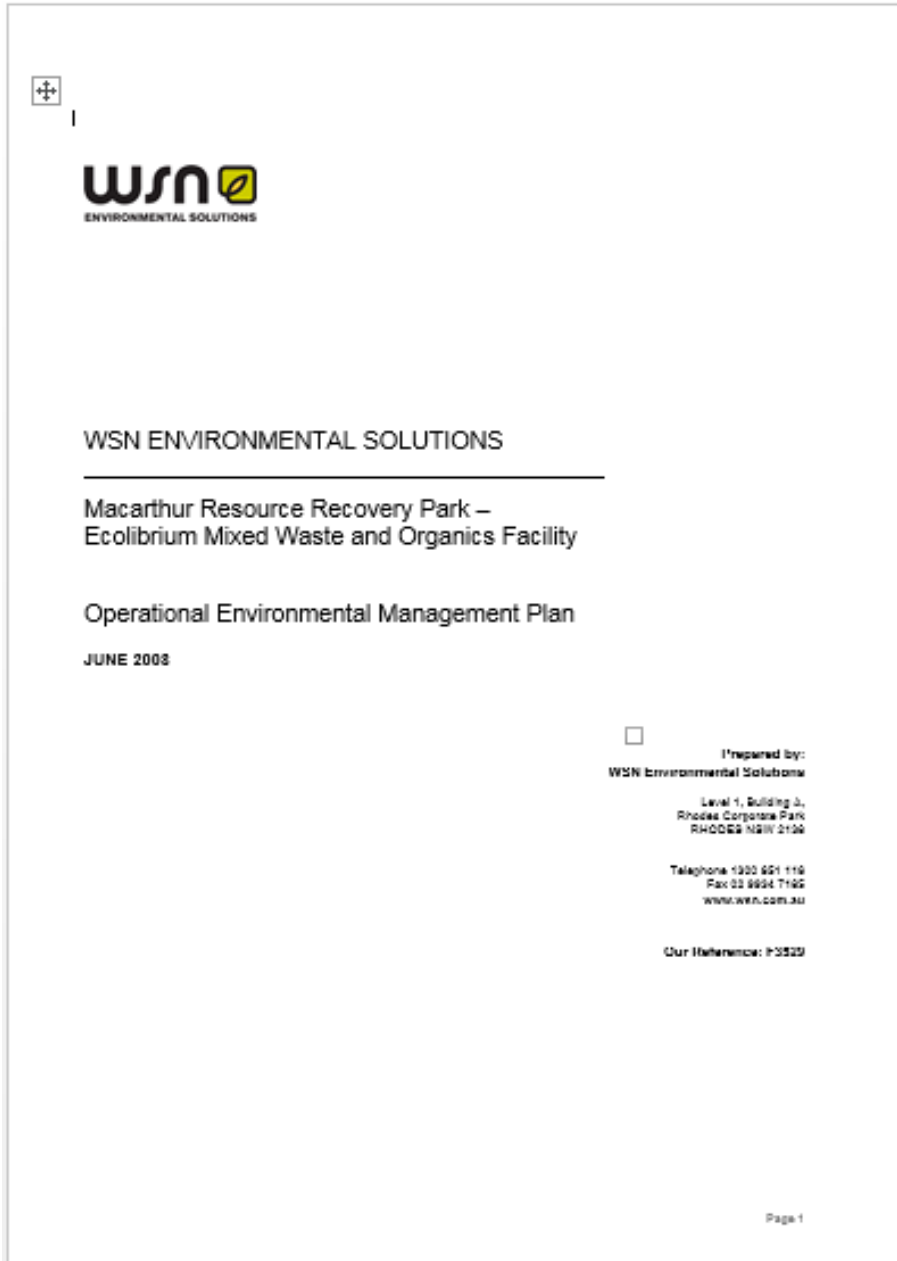 wsn
ENVIRONMENTAL SOLUTIONS
WSN ENVIRONMENTAL SOLUTIONS
Macarthur Resource Recovery Park –
Ecolibrium Mixed Waste and Organics Facility
Operational Environmental Management Plan
JUNE 2008
Prepared by:
WSN Environmental Solutions
Level 1, Building
Rhodes Corporate Park
RHODES NSW 2138
Telephone 1300 651 116
Fax 02 9934 7165
www.wsn.com.au
Our Reference:
Page 1